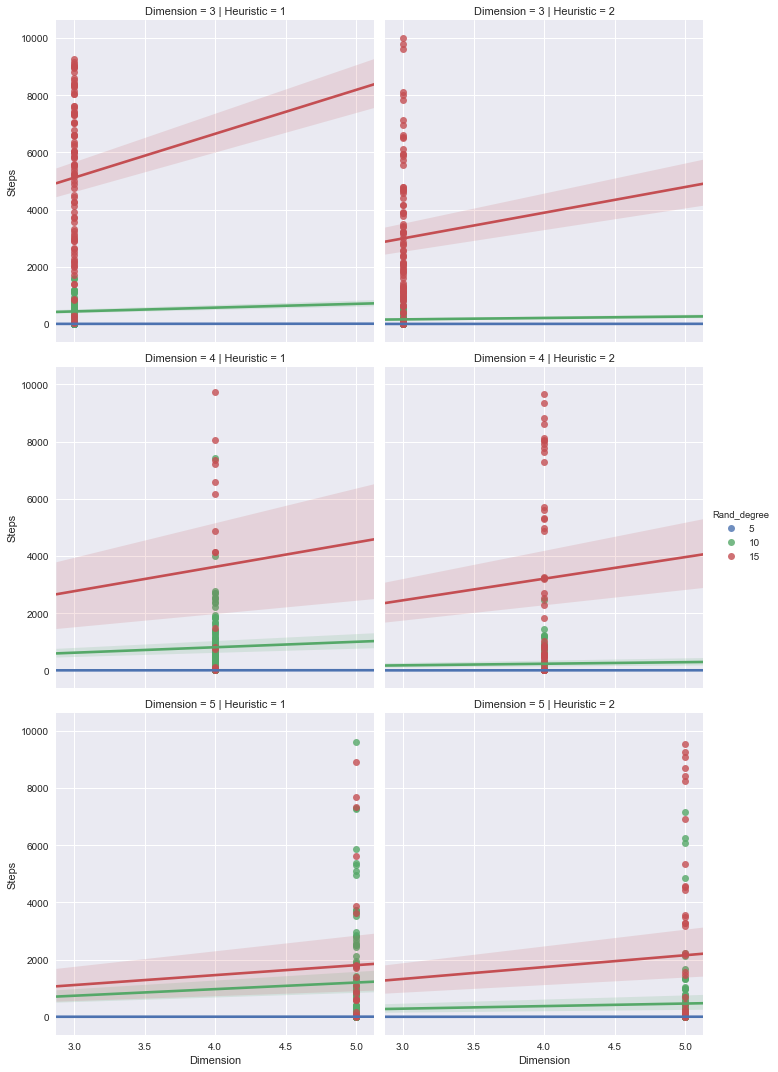 Dimension = 3 | Heuristic = 1
Dimension = 3 | Heuristic = 2
10000
8000
6000
4000
2000
0
Steps
Dimension = 4 | Heuristic = 1
Dimension = 4 | Heuristic = 2
10000
8000
6000
4000
2000
0
Steps
Rand_degree
5
10
15
Dimension = 5 | Heuristic = 1
Dimension = 5 | Heuristic = 2
10000
8000
6000
4000
2000
0
Steps
3.0 3.5 4.0 4.5 5.0
Dimension
3.0 3.5 4.0 4.5 5.0
Dimension